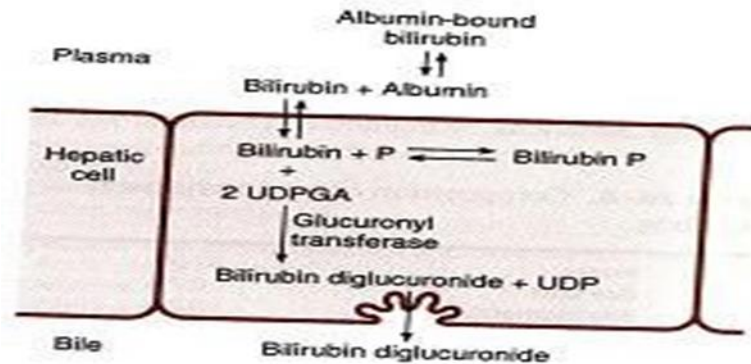 Albumin-bound
bilirubin
Plasma
Bilirubin + Albumin
Hepatic
cell
Bilirubin + P
Bilirubin P
+
2 UDPGA
Glucuronyl
transferase
Bilirubin diglucuronide + UDP
Bile
Bilirubin diglucuronide